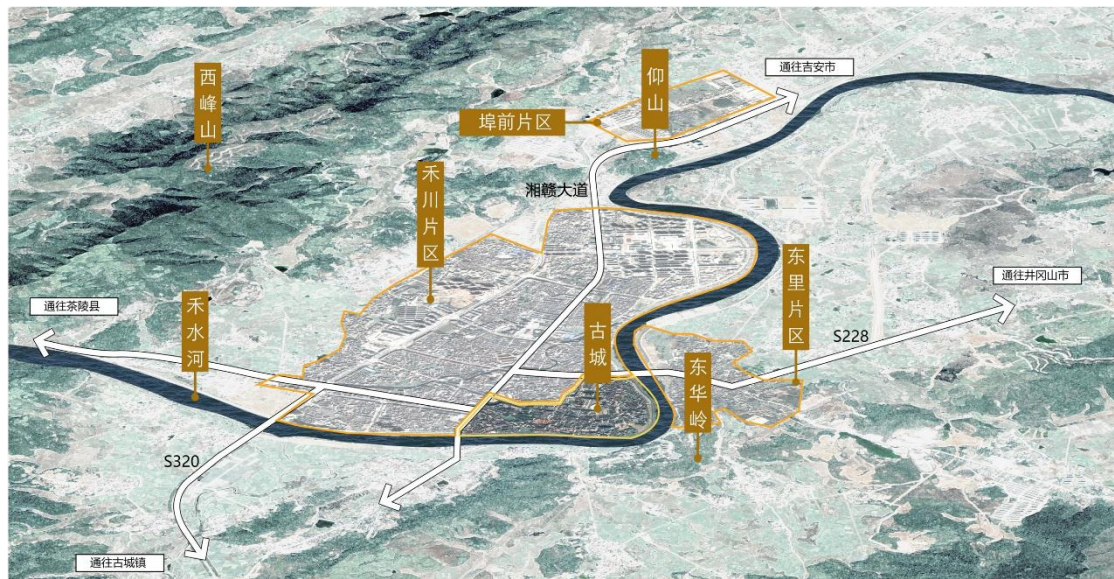 通往吉安市
仰山
西峰山
埠前片区
禾川片区
湘赣大道
东里片区
通往井冈山市
通往茶陵县
禾水河
古城
S228
东华岭
S320
通往古城镇